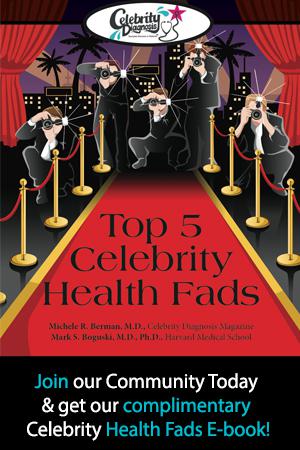 Celebrity
Diagnosis
Top 5
Celebrity
Health Fads
Michele R. Berman, M.D., Celebrity Diagnosis Magazine
Mark S. Boguski, M.D., Ph.D., Harvard Medical School
Join our Community Today
& get our complimentary
Celebrity Health Fads E-book!